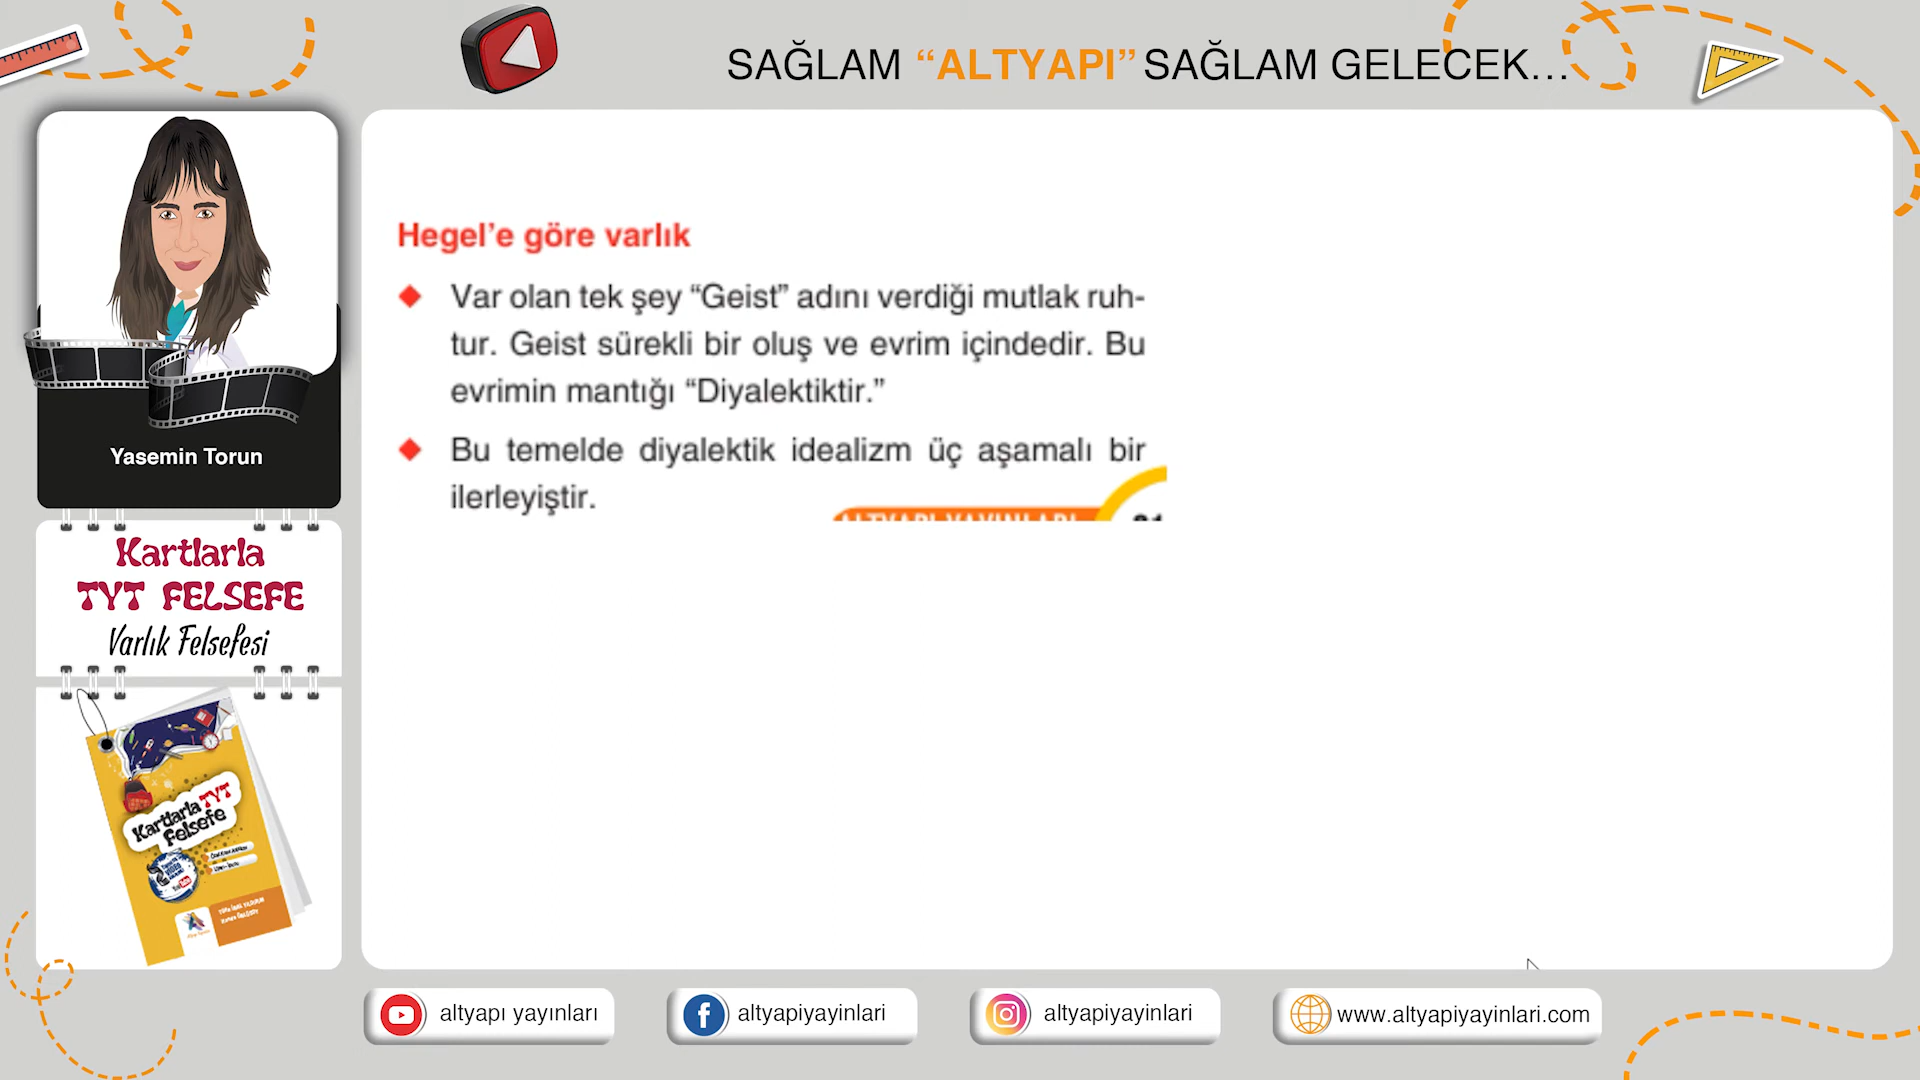 SAĞLAM “ALTYAPI” SAĞLAM GELECEK...
Yasemin Torun
Kartlarla
TYT FELSEFE
Varlık Felsefesi
Kartlarla TYT
Felsefe
Hegel’e göre varlık
Var olan tek şey “Geist” adını verdiği mutlak ruh-
tur. Geist sürekli bir oluş ve evrim içindedir. Bu
evrimin mantığı “Diyalektiktir.”
Bu temelde diyalektik idealizm üç aşamalı bir
ilerleyiştir.
ALTYAPI YAYINLARI
altyapı yayınları
altyapiyayinlari
altyapiyayinlari
www.altyapiyayinlari.com